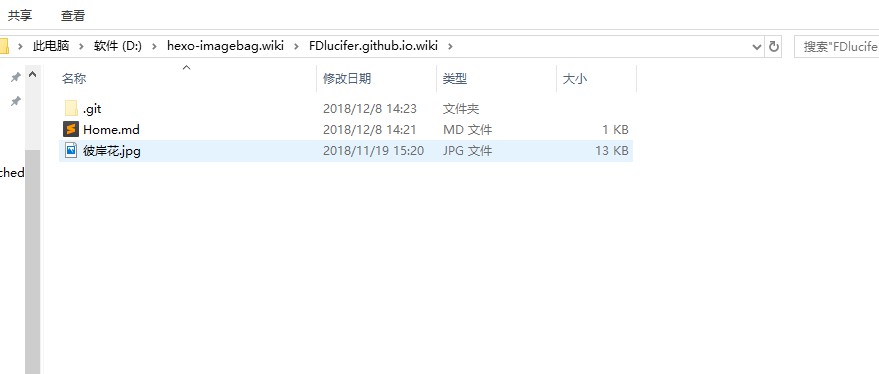 共享 查看
此电脑 > 软件 (D:) > hexo-imagebag.wiki > FDlucifer.github.io.wiki > 搜索"FDlucife
名称 修改日期 类型 大小
.git 2018/12/8 14:23 文件夹
Home.md 2018/12/8 14:21 MD 文件 1 KB
彼岸花.jpg 2018/11/19 15:20 JPG 文件 13 KB
ched